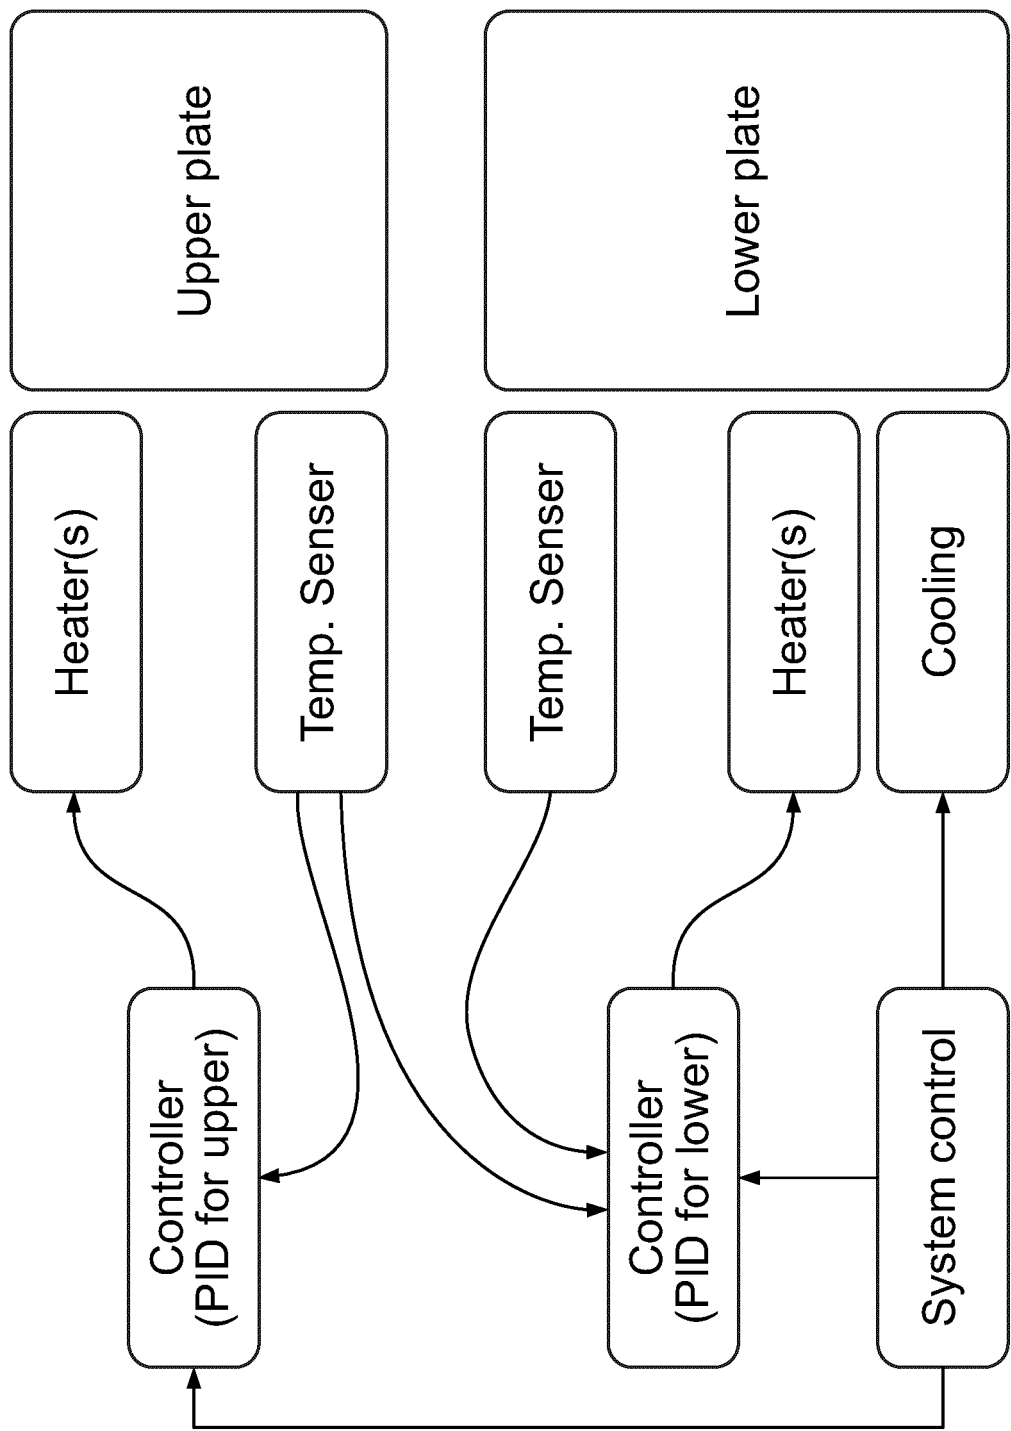 Upper plate
Lower plate
Heater(s)
Temp. Senser
Temp. Senser
Heater(s)
Cooling
Controller
(PID for upper)
Controller
(PID for lower)
System control